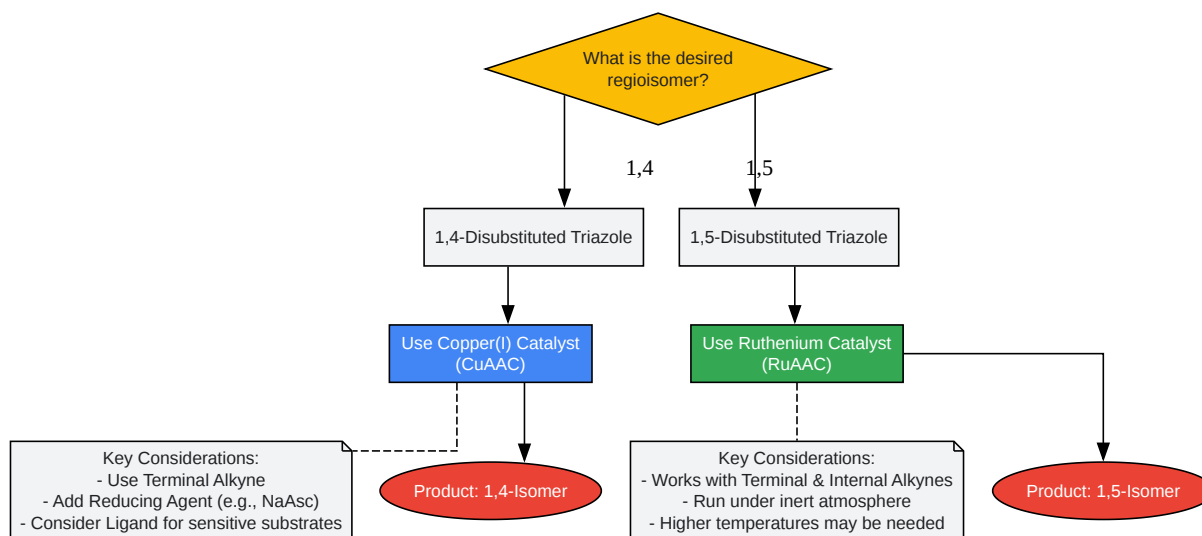 What is the desired
regioisomer?
1,4
1,5
1,4-Disubstituted Triazole
1,5-Disubstituted Triazole
Use Copper(I) Catalyst
(CuAAC)
Use Ruthenium Catalyst
(RuAAC)
Key Considerations:
- Use Terminal Alkyne
- Add Reducing Agent (e.g., NaAsc)
- Consider Ligand for sensitive substrates
Product: 1,4-Isomer
Key Considerations:
- Works with Terminal & Internal Alkynes
- Run under inert atmosphere
- Higher temperatures may be needed
Product: 1,5-Isomer